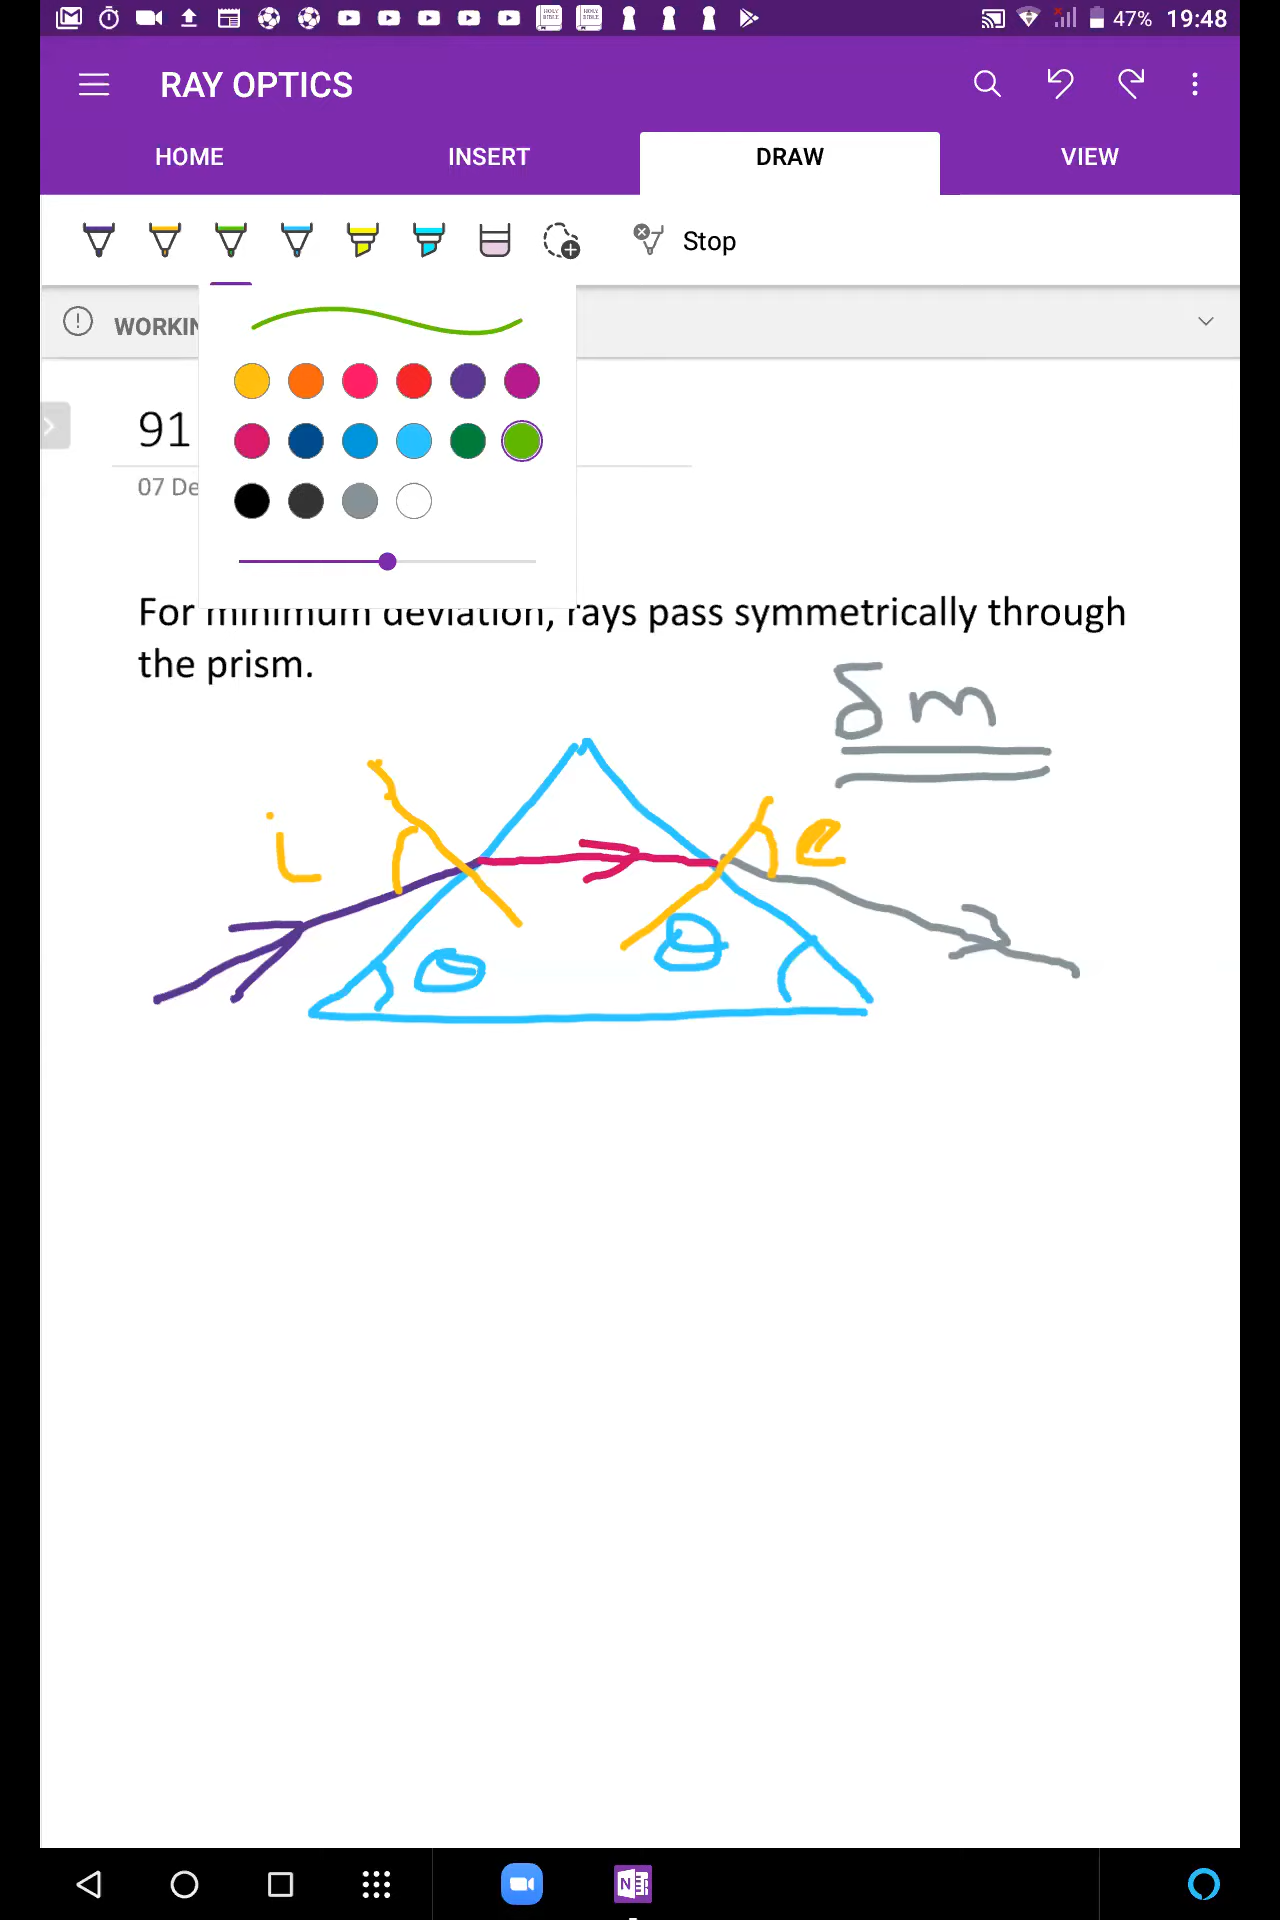 47% 19:48
RAY OPTICS
HOME INSERT DRAW VIEW
Stop
WORKIN
91
07 De
For minimum deviation, rays pass symmetrically through
the prism.
δm
i
e
θ
θ